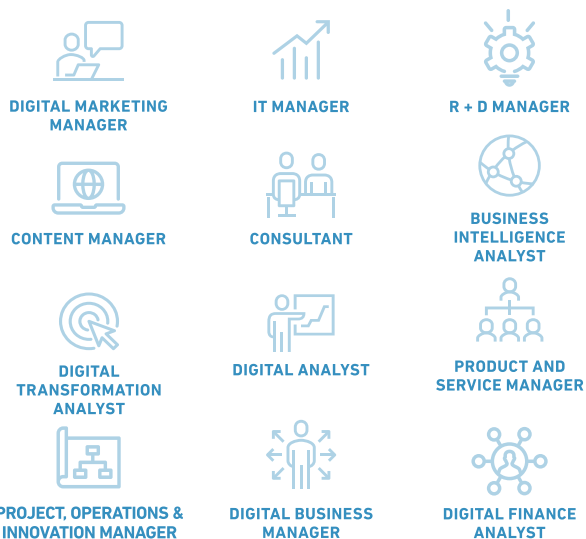 DIGITAL MARKETING
MANAGER
IT MANAGER
R + D MANAGER
CONTENT MANAGER
CONSULTANT
BUSINESS
INTELLIGENCE
ANALYST
DIGITAL
TRANSFORMATION
ANALYST
DIGITAL ANALYST
PRODUCT AND
SERVICE MANAGER
PROJECT, OPERATIONS &
INNOVATION MANAGER
DIGITAL BUSINESS
MANAGER
DIGITAL FINANCE
ANALYST